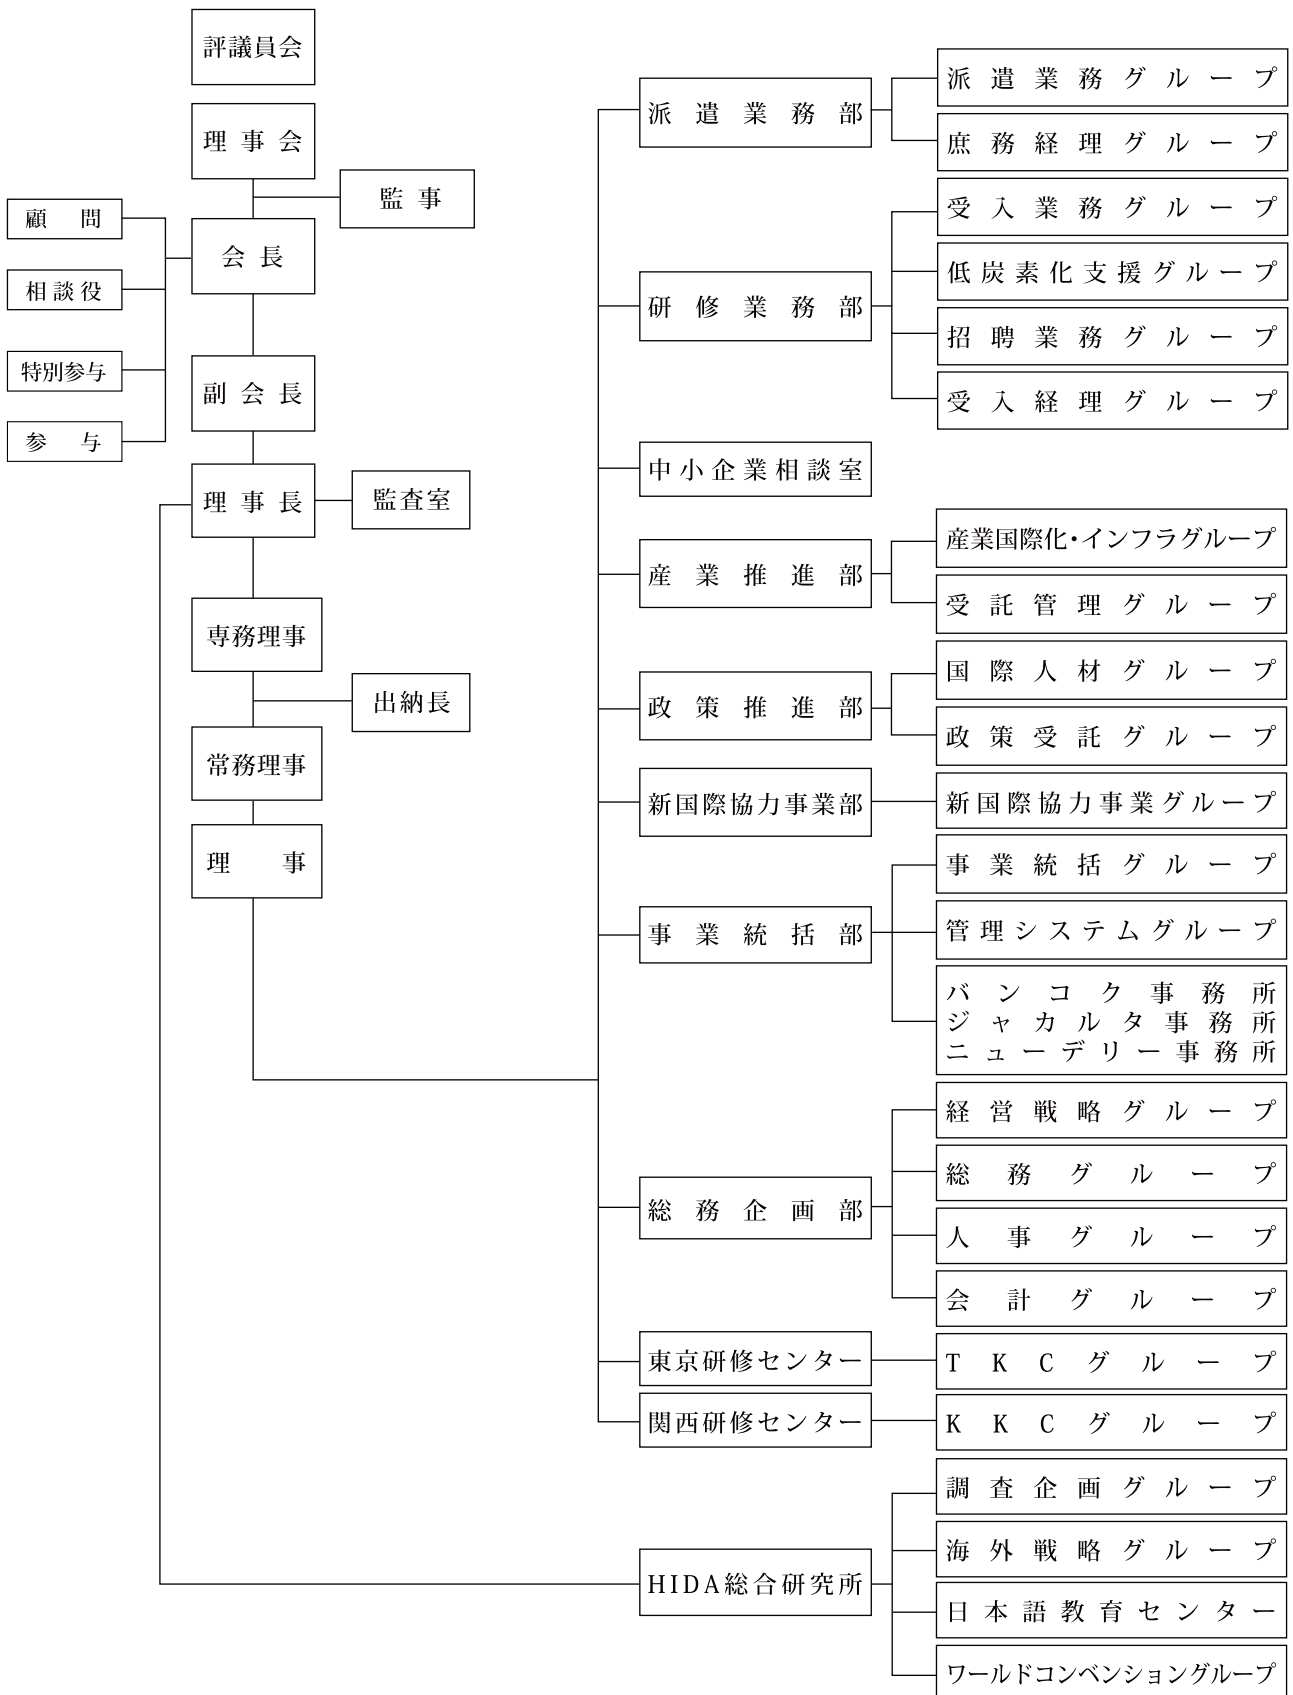 評議員会
理事会
監事
顧問
相談役
特別参与
参与
会長
副会長
理事長
監査室
専務理事
出納長
常務理事
理事
派遣業務部
派遣業務グループ
庶務経理グループ
研修業務部
受入業務グループ
低炭素化支援グループ
招聘業務グループ
受入経理グループ
中小企業相談室
産業推進部
産業国際化・インフラグループ
受託管理グループ
政策推進部
国際人材グループ
政策受託グループ
新国際協力事業部
新国際協力事業グループ
事業統括部
事業統括グループ
管理システムグループ
バンコク事務所
ジャカルタ事務所
ニューデリー事務所
総務企画部
経営戦略グループ
総務グループ
人事グループ
会計グループ
東京研修センター
TKCグループ
関西研修センター
KKCグループ
HIDA総合研究所
調査企画グループ
海外戦略グループ
日本語教育センター
ワールドコンベンショングループ